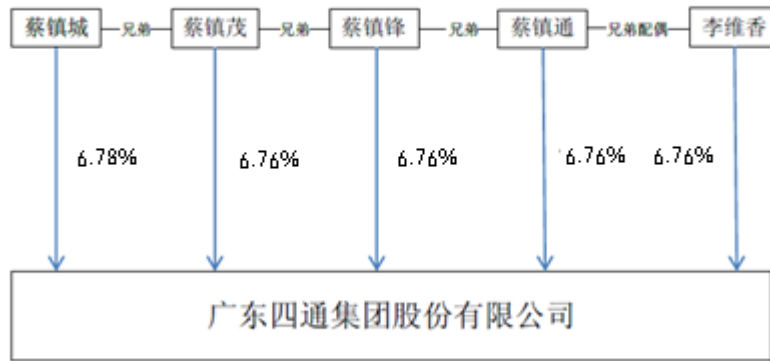 蔡镇城 兄弟 蔡镇茂 兄弟 蔡镇锋 兄弟 蔡镇通 兄弟配偶 李维香
6.78% 6.76% 6.76% 6.76% 6.76%
广东四通集团股份有限公司